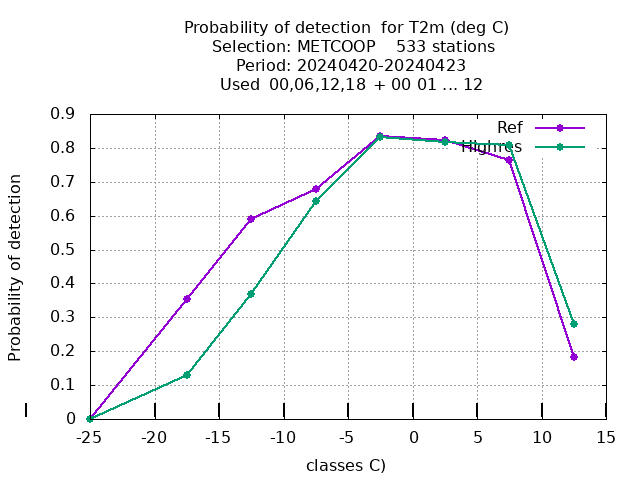 Probability of detection for T2m (deg C)
Selection: METCOOP 533 stations
Period: 20240420-20240423
Used 00,06,12,18 + 00 01 ... 12
Ref
Highres
Probability of detection
0.9
0.8
0.7
0.6
0.5
0.4
0.3
0.2
0.1
0
-25 -20 -15 -10 -5 0 5 10 15
classes C)